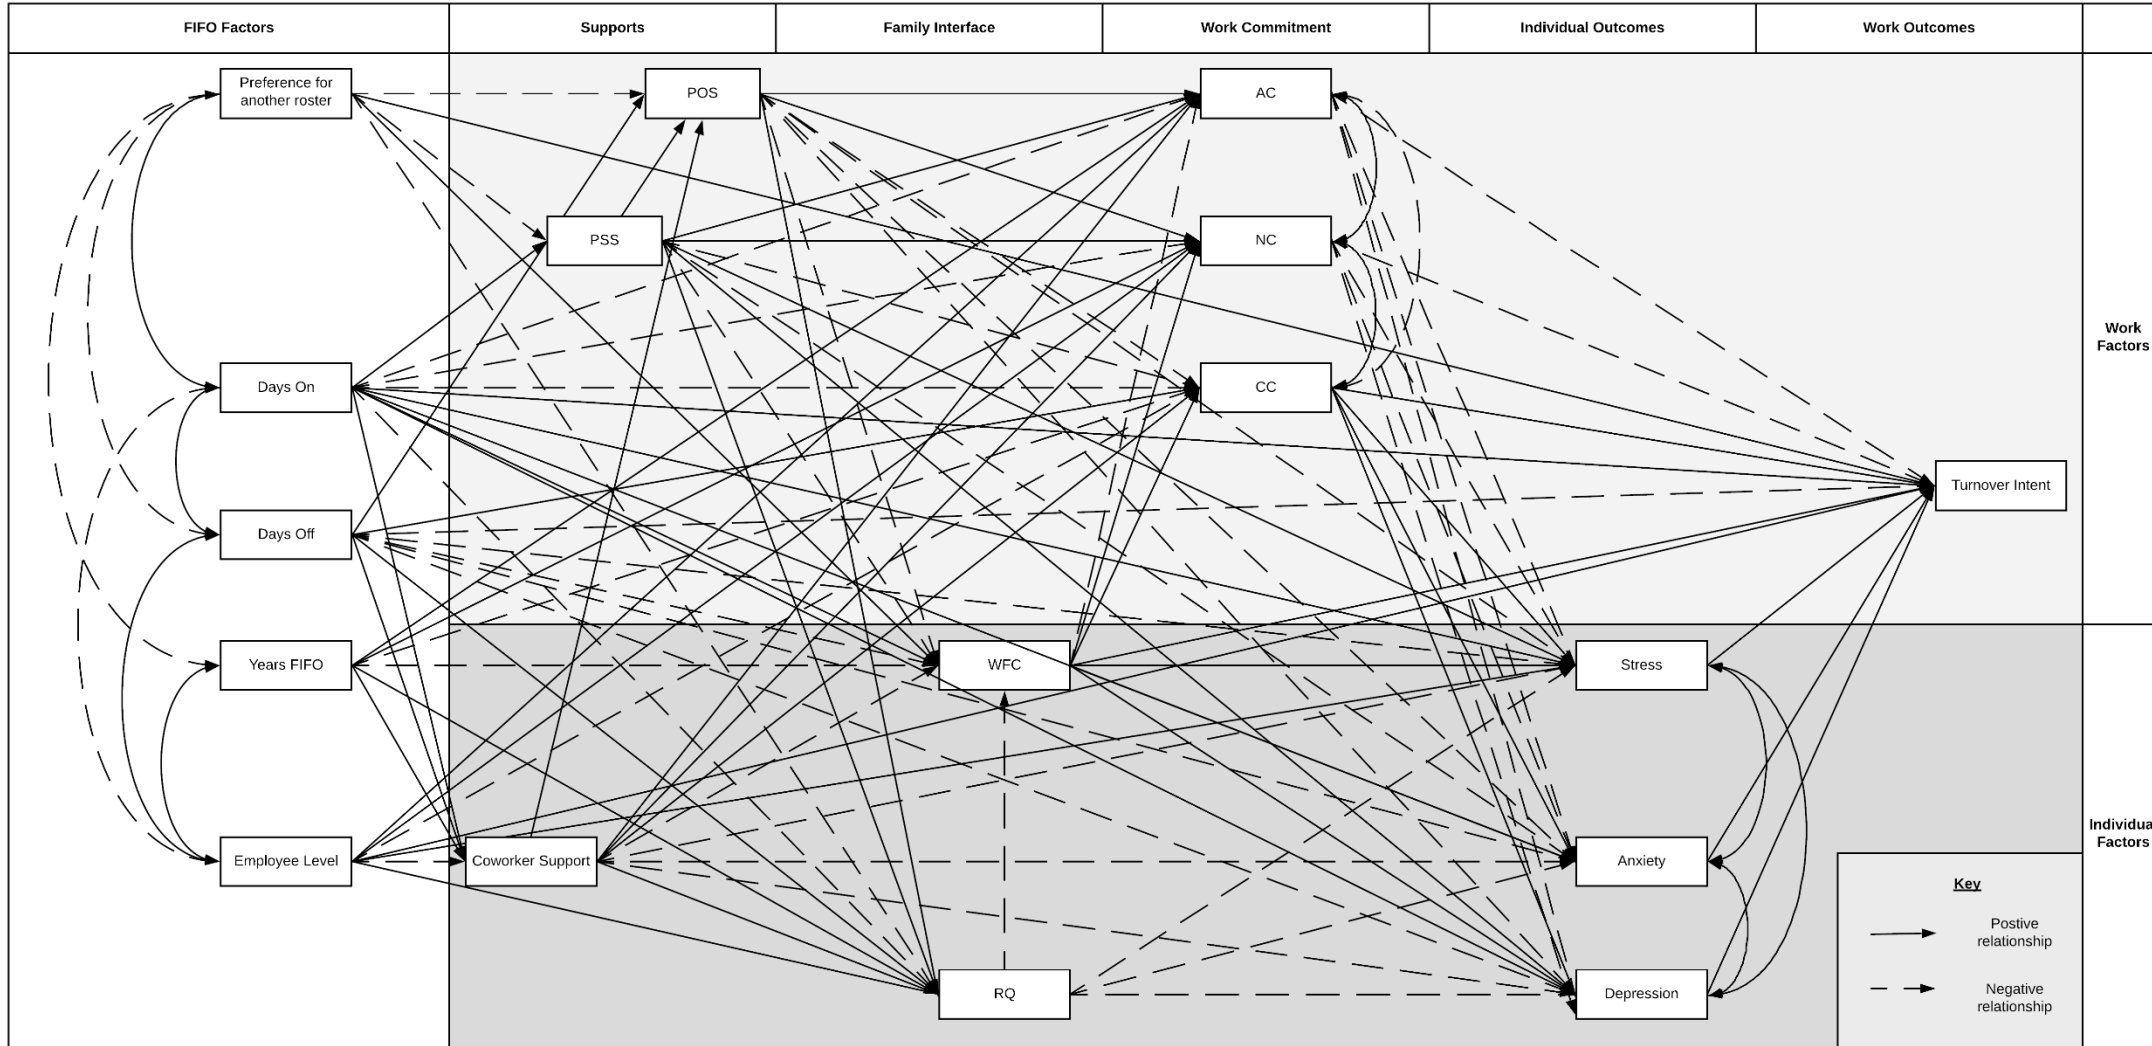 FIFO Factors
Supports
Family Interface
Work Commitment
Individual Outcomes
Work Outcomes
Preference for
another roster
POS
AC
PSS
NC
Work
Factors
Days On
CC
Turnover Intent
Days Off
Years FIFO
WFC
Stress
Individua
Factors
Employee Level
Coworker Support
Anxiety
Key
Postive
relationship
RQ
Depression
Negative
relationship